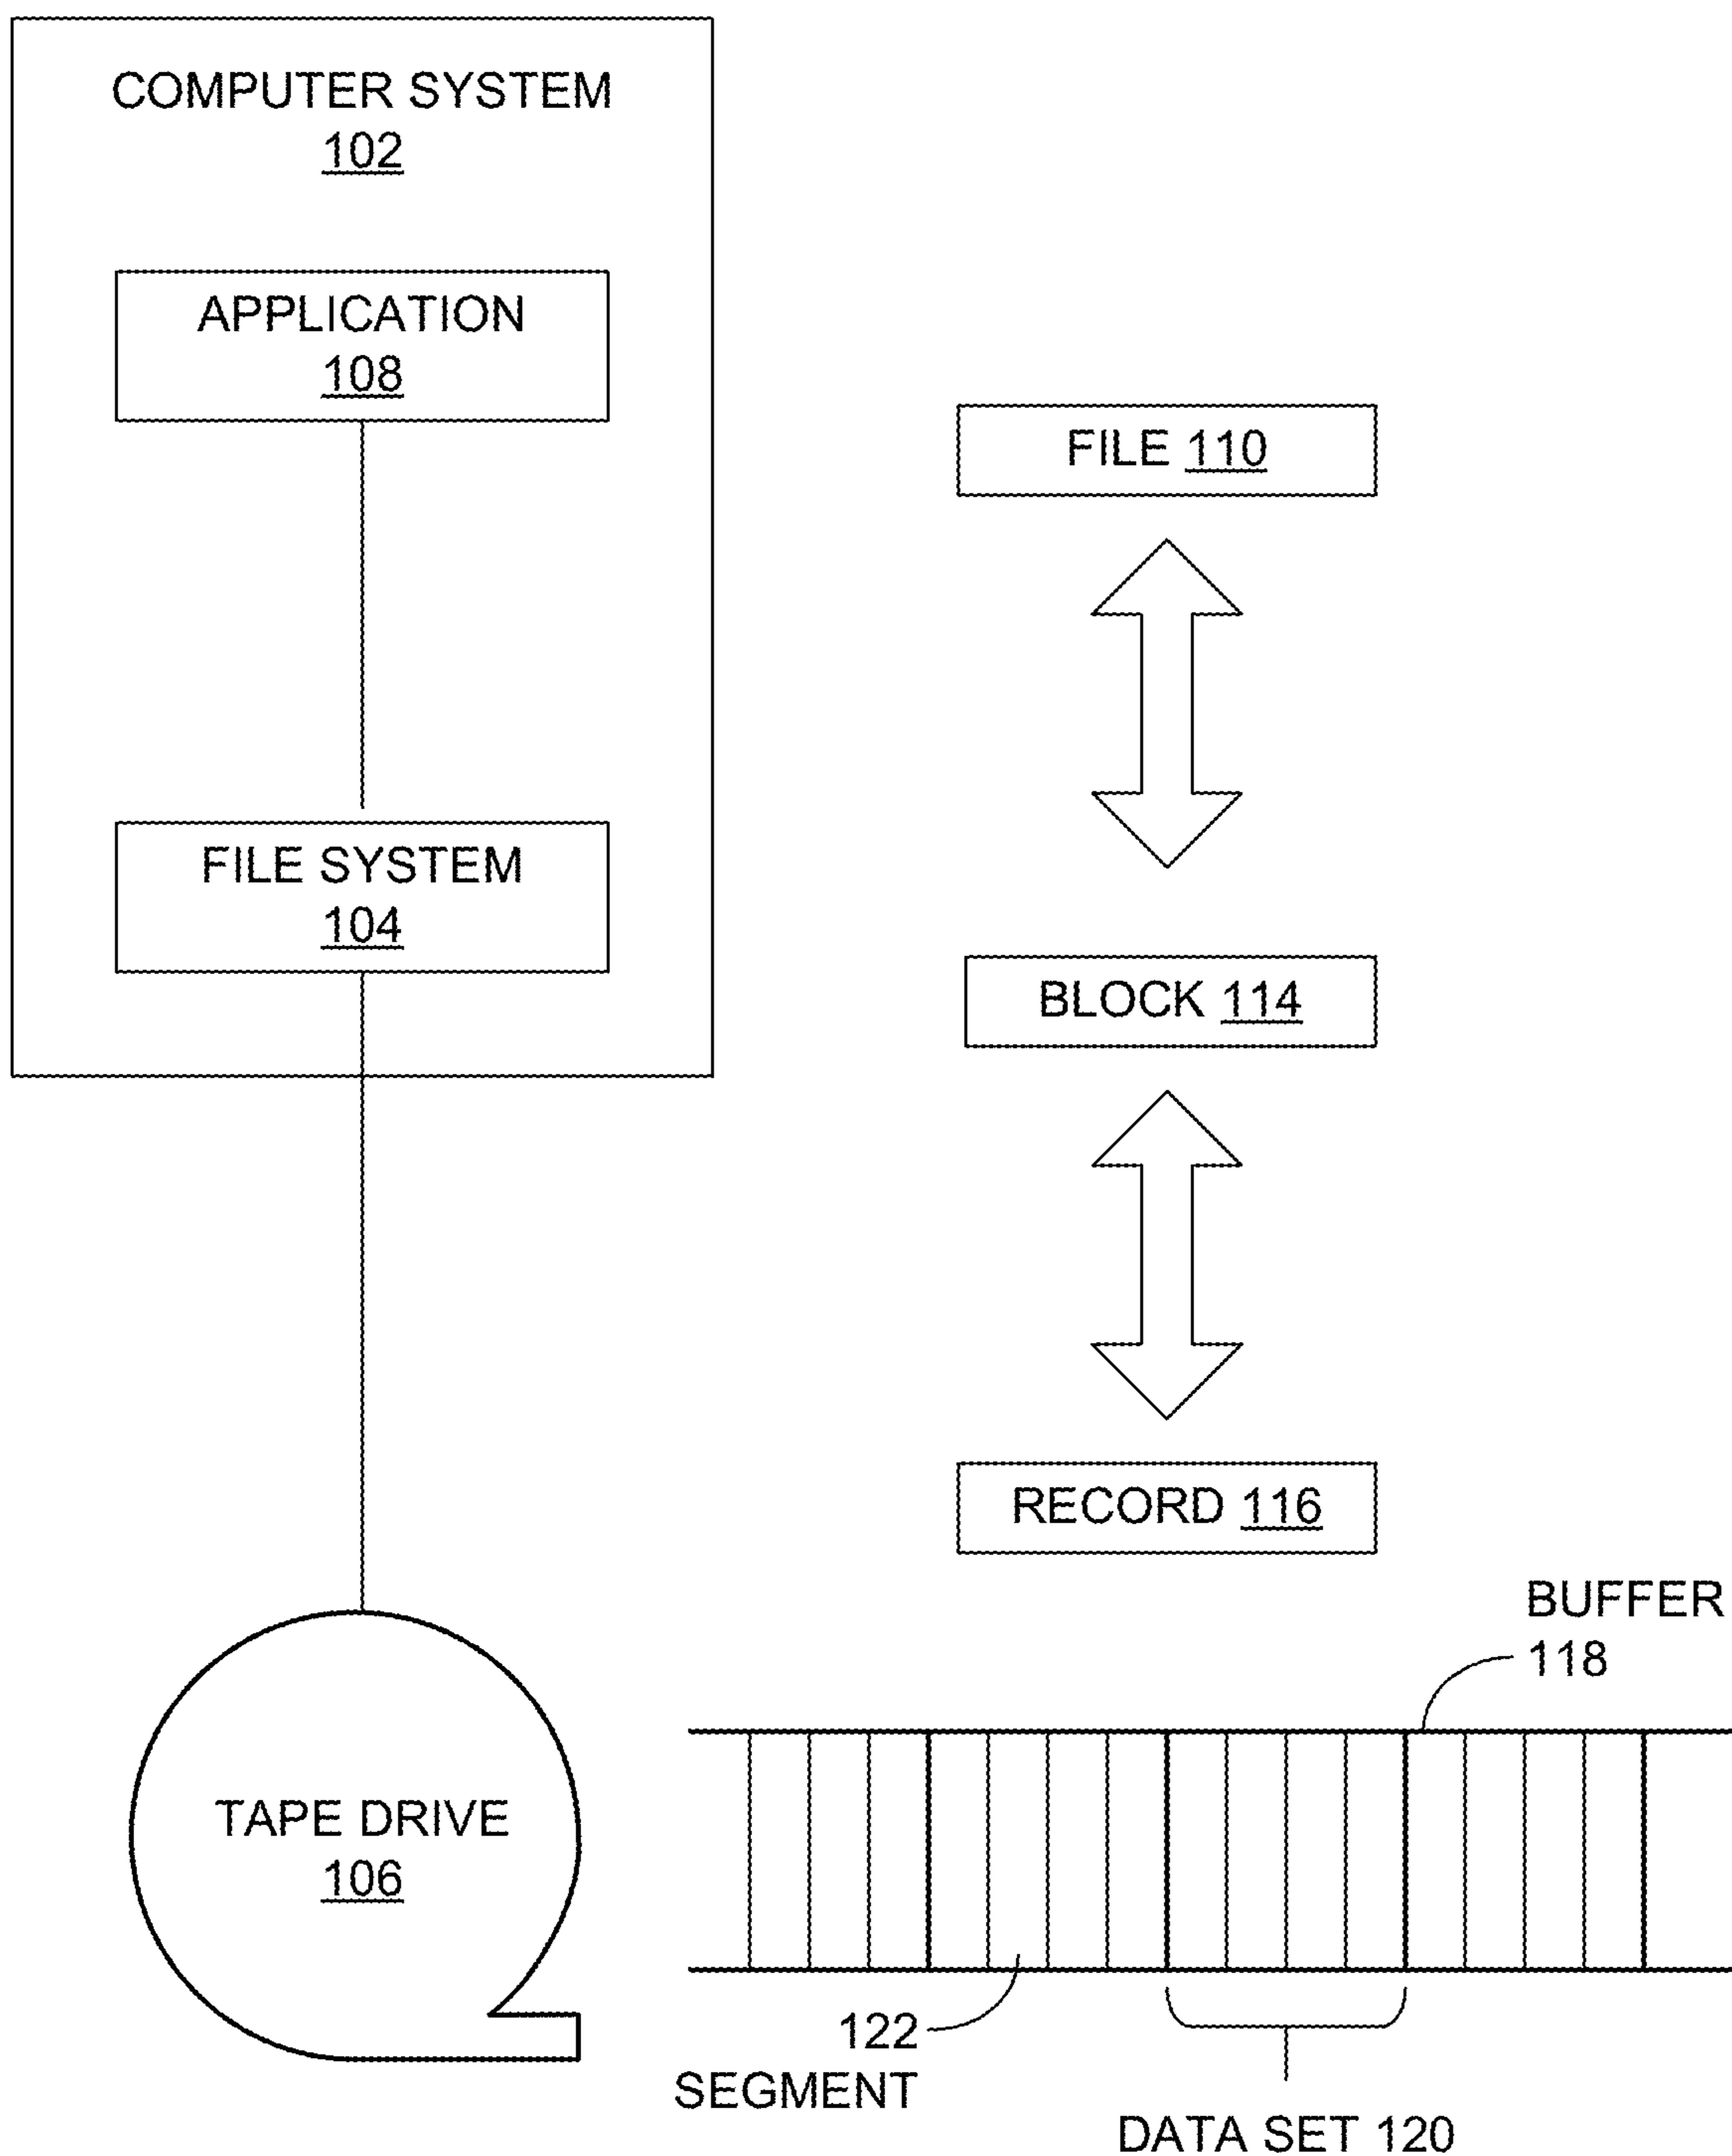 COMPUTER SYSTEM
102
APPLICATION
108
FILE 110
FILE SYSTEM
104
BLOCK 114
RECORD 116
BUFFER
118
TAPE DRIVE
106
122
SEGMENT
DATA SET 120